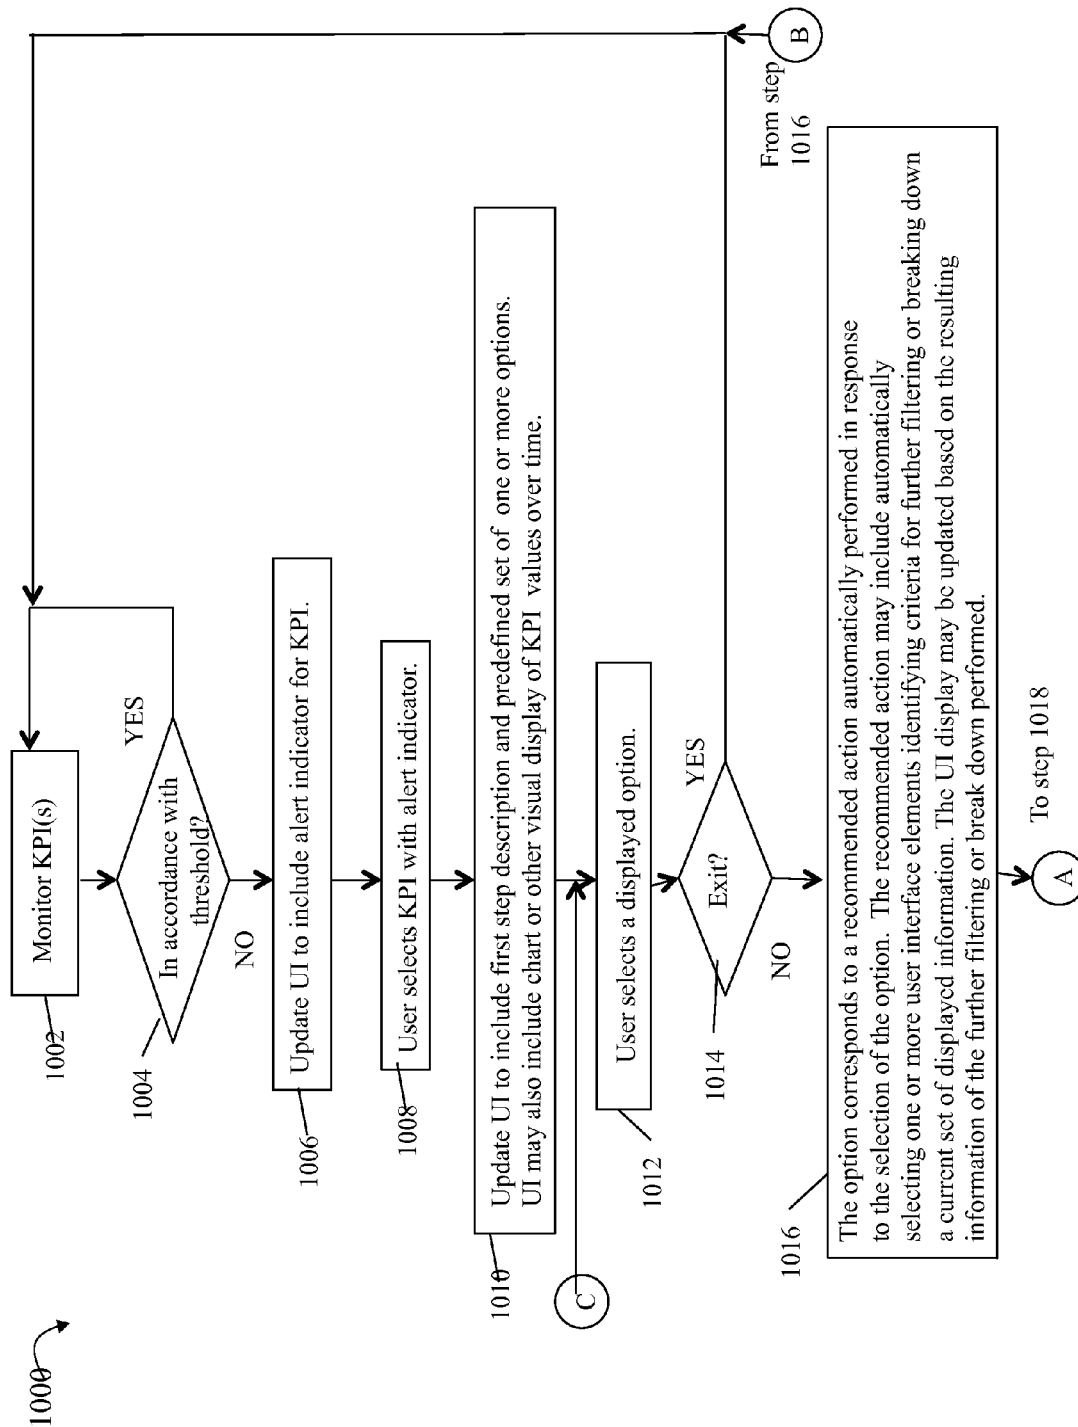 1000
Monitor KPI(s)
1002
In accordance with
threshold?
YES
1004
NO
Update UI to include alert indicator for KPI.
1006
User selects KPI with alert indicator.
1008
Update UI to include first step description and predefined set of one or more options.
UI may also include chart or other visual display of KPI values over time.
1010
C
User selects a displayed option.
1012
Exit?
YES
1014
NO
From step
1016
B
The option corresponds to a recommended action automatically performed in response
to the selection of the option. The recommended action may include automatically
selecting one or more user interface elements identifying criteria for further filtering or breaking down
a current set of displayed information. The UI display may be updated based on the resulting
information of the further filtering or break down performed.
1016
A
To step 1018